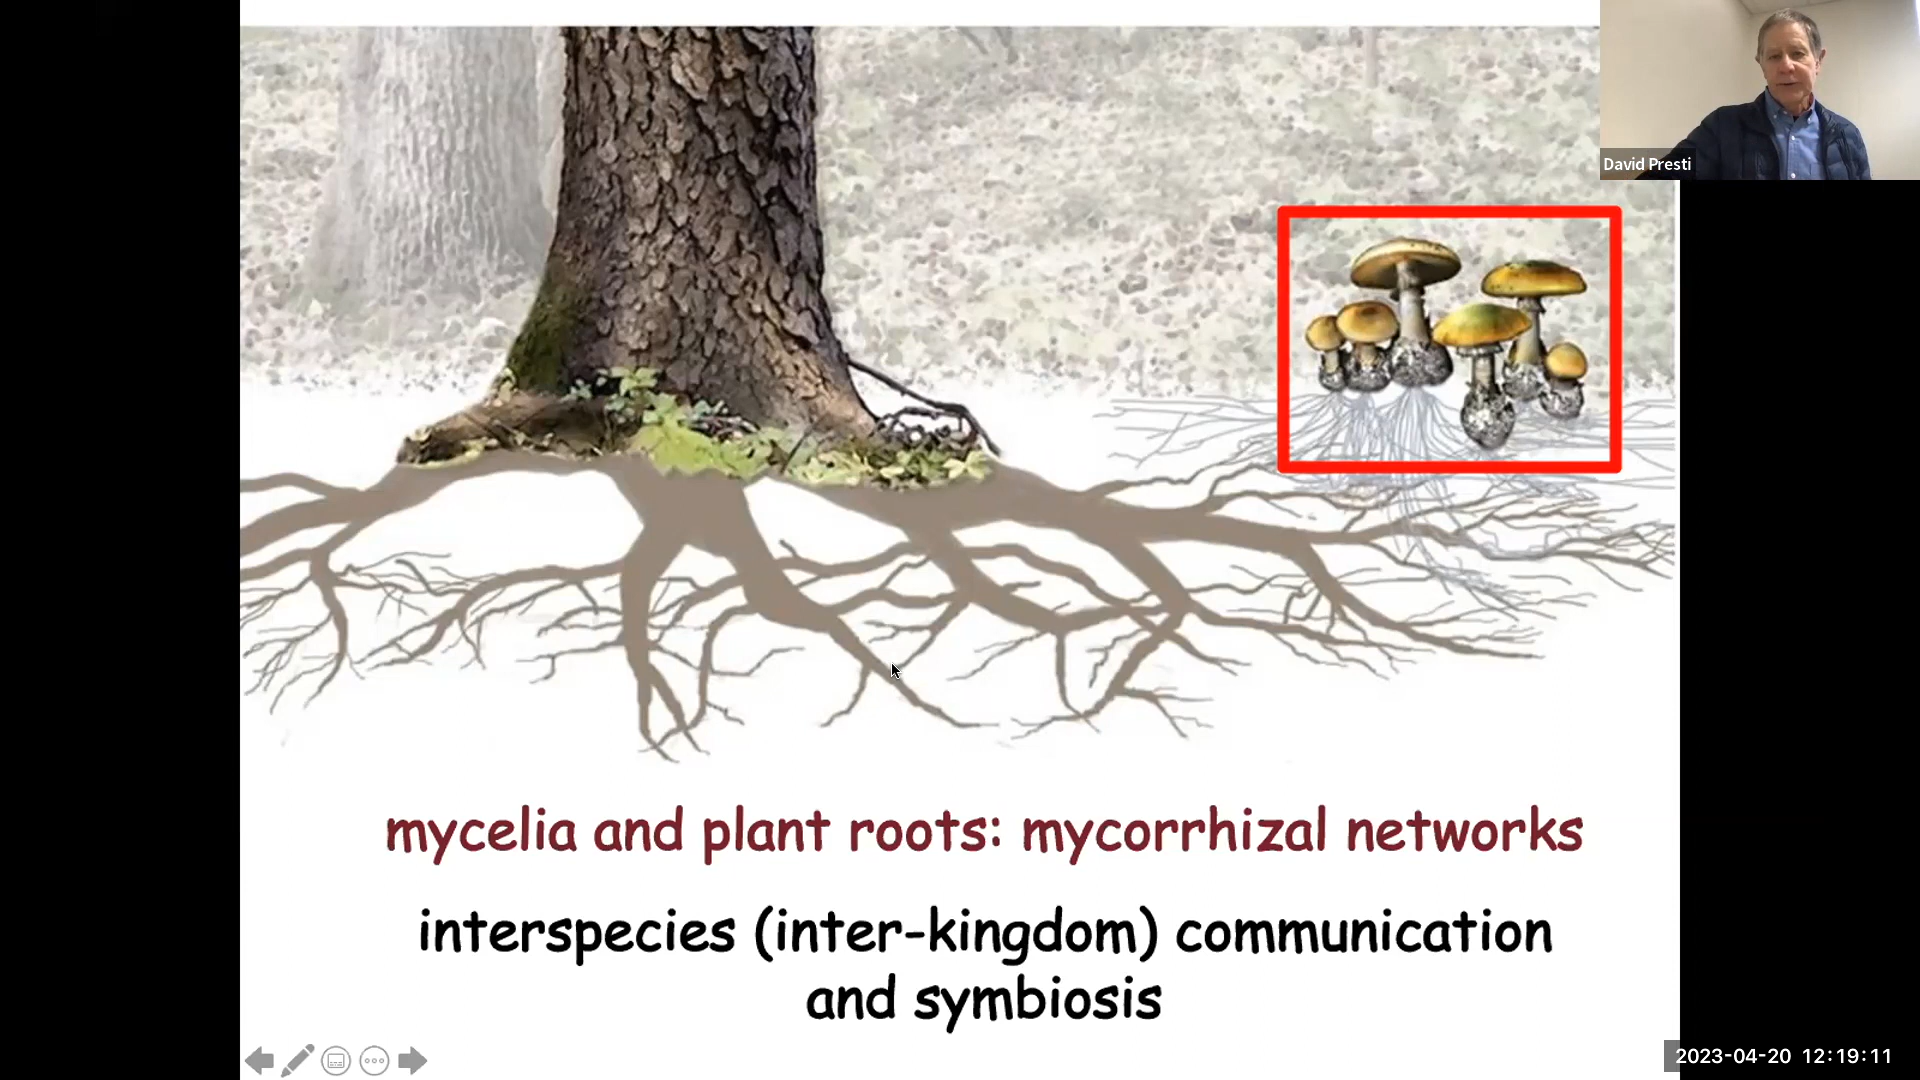 David Presti
mycelia and plant roots: mycorrhizal networks
interspecies (inter-kingdom) communication
and symbiosis
2023-04-20 12:19:11